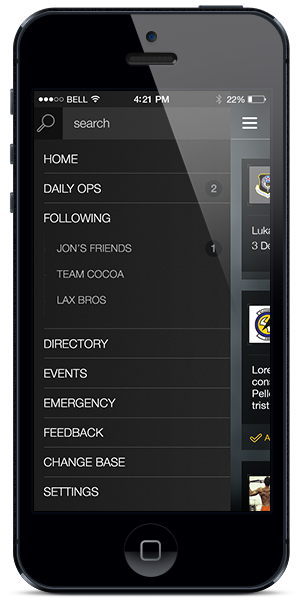 ●●●○○ BELL 4:21 PM 22%
search
HOME
DAILY OPS 2
FOLLOWING
JON'S FRIENDS 1
TEAM COCOA
LAX BROS
DIRECTORY
EVENTS
EMERGENCY
FEEDBACK
CHANGE BASE
SETTINGS
Luka
3 De
Lore
cons
Pelle
trist
A